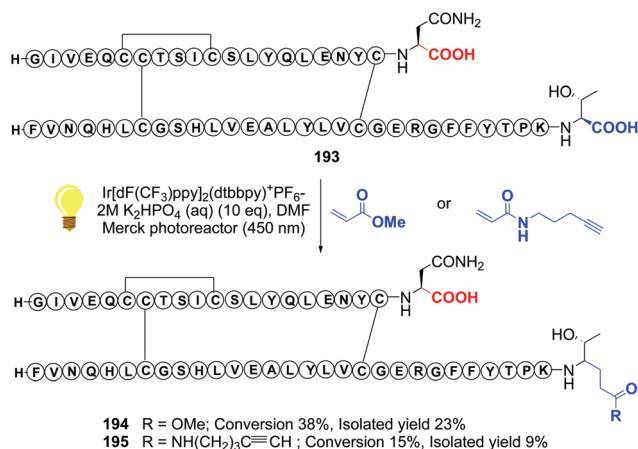 CONH₂
H-GIVEQCCTSICSLYQLENYC-N H COOH
HO
H-FVNQHLCGSHLVEALYLVCGERGFFYTPK-N H COOH
193
Ir[dF(CF₃)ppy]₂(dtbbpy)⁺PF₆-
2M K₂HPO₄ (aq) (10 eq), DMF
Merck photoreactor (450 nm)
O OMe or O N H
CONH₂
H-GIVEQCCTSICSLYQLENYC-N H COOH
HO
H-FVNQHLCGSHLVEALYLVCGERGFFYTPK-N H
O
R
194 R = OMe; Conversion 38%, Isolated yield 23%
195 R = NH(CH₂)₃C≡CH ; Conversion 15%, Isolated yield 9%